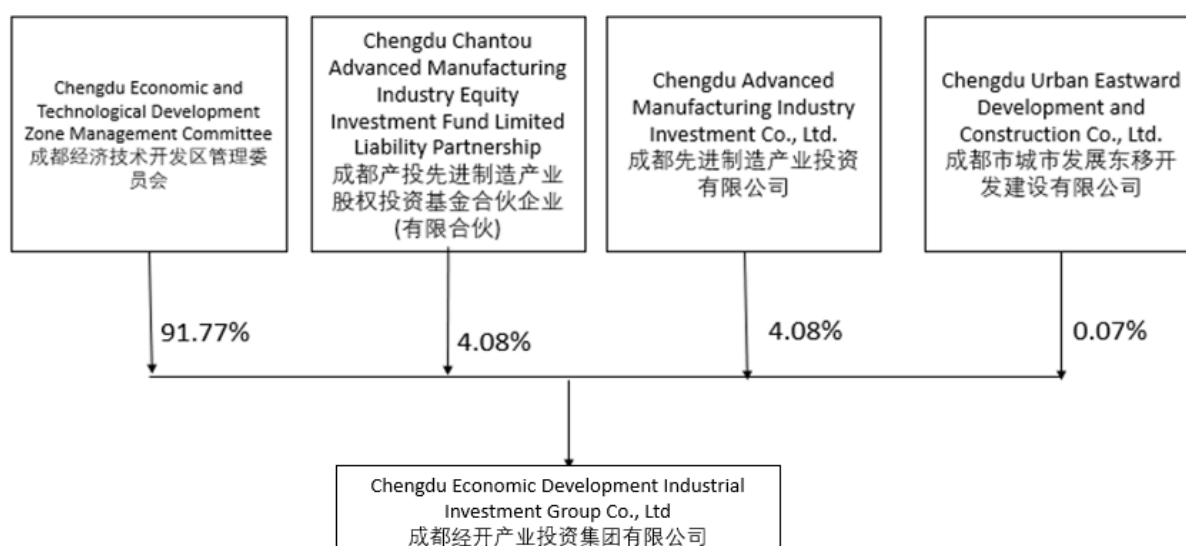 Chengdu Economic and
Technological Development
Zone Management Committee
成都经济技术开发区管理委
员会
Chengdu Chantou
Advanced Manufacturing
Industry Equity
Investment Fund Limited
Liability Partnership
成都产投先进制造产业
股权投资基金合伙企业
(有限合伙)
Chengdu Advanced
Manufacturing Industry
Investment Co., Ltd.
成都先进制造产业投资
有限公司
Chengdu Urban Eastward
Development and
Construction Co., Ltd.
成都市城市发展东移开
发建设有限公司
91.77%
4.08%
4.08%
0.07%
Chengdu Economic Development Industrial
Investment Group Co., Ltd
成都经开产业投资集团有限公司